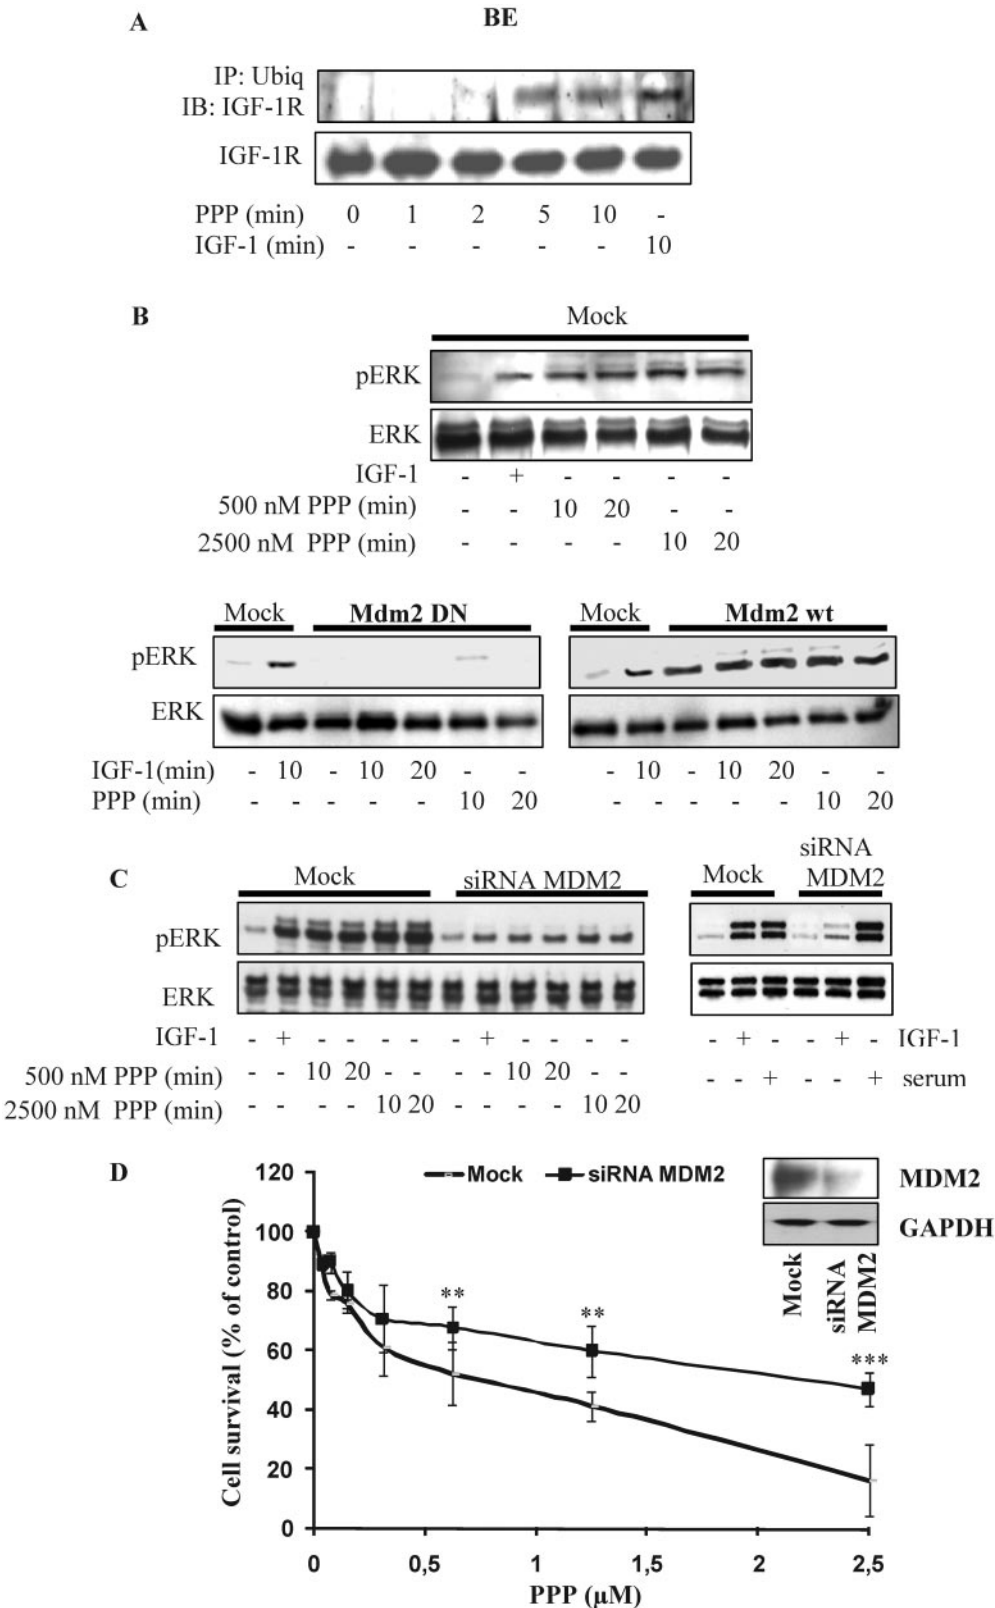 A BE
IP: Ubiq
IB: IGF-1R
IGF-1R
PPP (min) 0 1 2 5 10 -
IGF-1 (min) - - - - - 10
B Mock
pERK
ERK
IGF-1 - + - - - -
500 nM PPP (min) - - 10 20 - -
2500 nM PPP (min) - - - - 10 20
Mock Mdm2 DN Mock Mdm2 wt
pERK
ERK
IGF-1(min) - 10 - 10 20 - - - 10 - 10 20 - -
PPP (min) - - - - - 10 20 - - - - - 10 20
C Mock siRNA MDM2 Mock siRNA
MDM2
pERK
ERK
IGF-1 - + - - - - - + - - - - - + - - + - IGF-1
500 nM PPP (min) - - 10 20 - - - - 10 20 - - - - + - - + serum
2500 nM PPP (min) - - - - 10 20 - - - - 10 20
D Mock siRNA MDM2
MDM2
GAPDH
Mock
siRNA
MDM2
Cell survival (% of control)
120
100
80
60
40
20
0
** ** ***
0 0,5 1 1,5 2 2,5
PPP (µM)